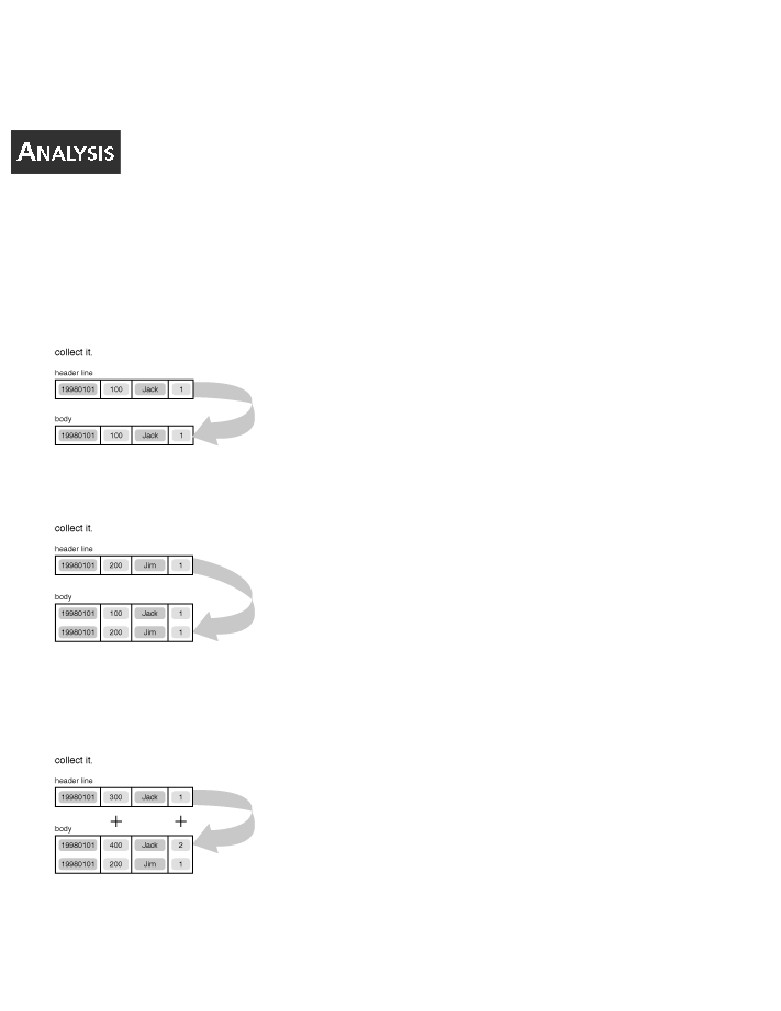 ANALYSIS
collect it.
header line
19980101 100 Jack 1
body
19980101 100 Jack 1
collect it.
header line
19980101 200 Jim 1
body
19980101 100 Jack 1
19980101 200 Jim 1
collect it.
header line
19980101 300 Jack 1
+ +
body
19980101 400 Jack 2
19980101 200 Jim 1